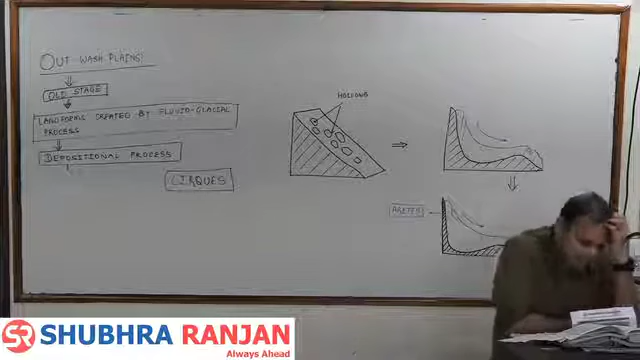 OUT WASH PLAINS
OLD STAGE
LANDFORMS CREATED BY FLUVIO-GLACIAL
PROCESS
DEPOSITIONAL PROCESS
CIRQUES
HOLLOWS
SR SHUBHRA RANJAN
Always Ahead